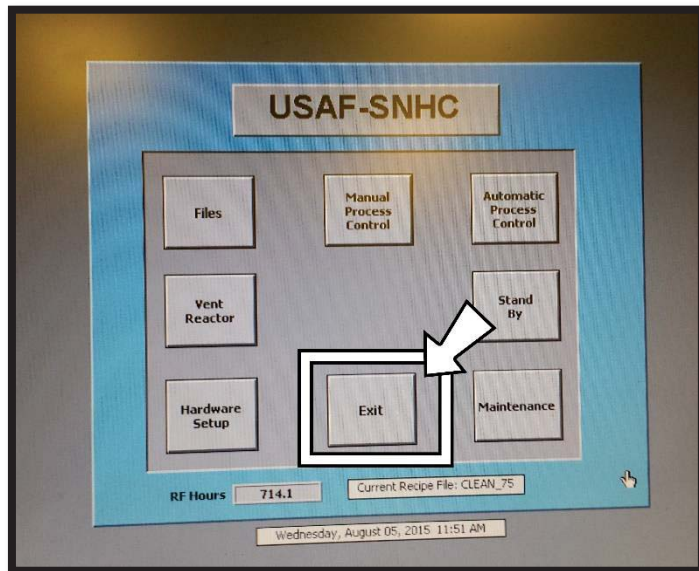 USAF-SNHC
Files
Manual
Process
Control
Automatic
Process
Control
Vent
Reactor
Stand
By
Hardware
Setup
Exit
Maintenance
RF Hours 714.1
Current Recipe File: CLEAN_75
Wednesday, August 05, 2015 11:51 AM